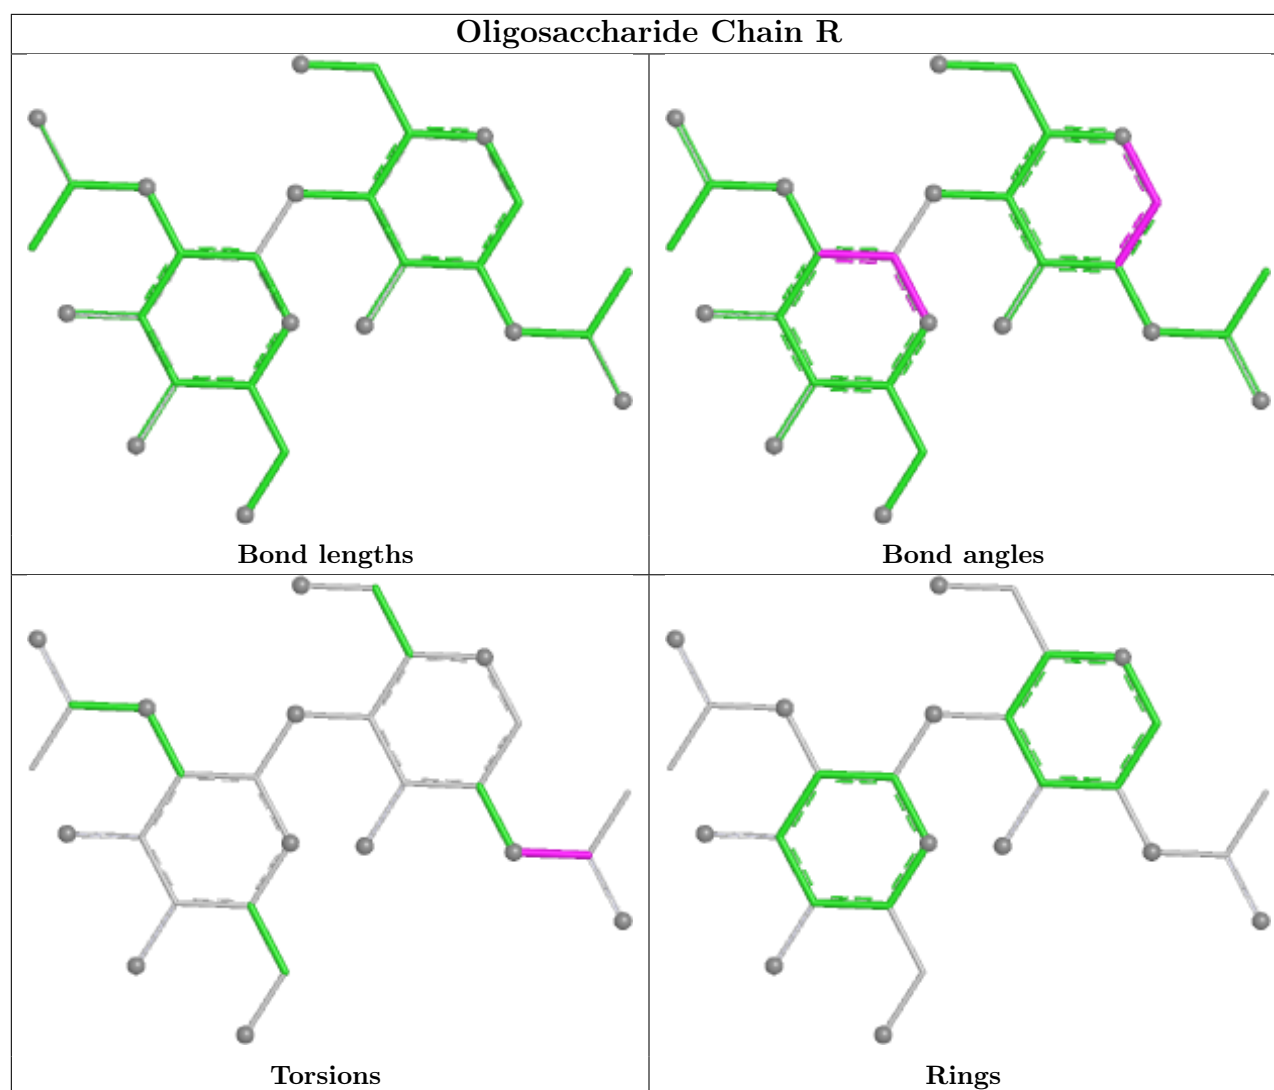 Oligosaccharide Chain R
Bond lengths
Bond angles
Torsions
Rings